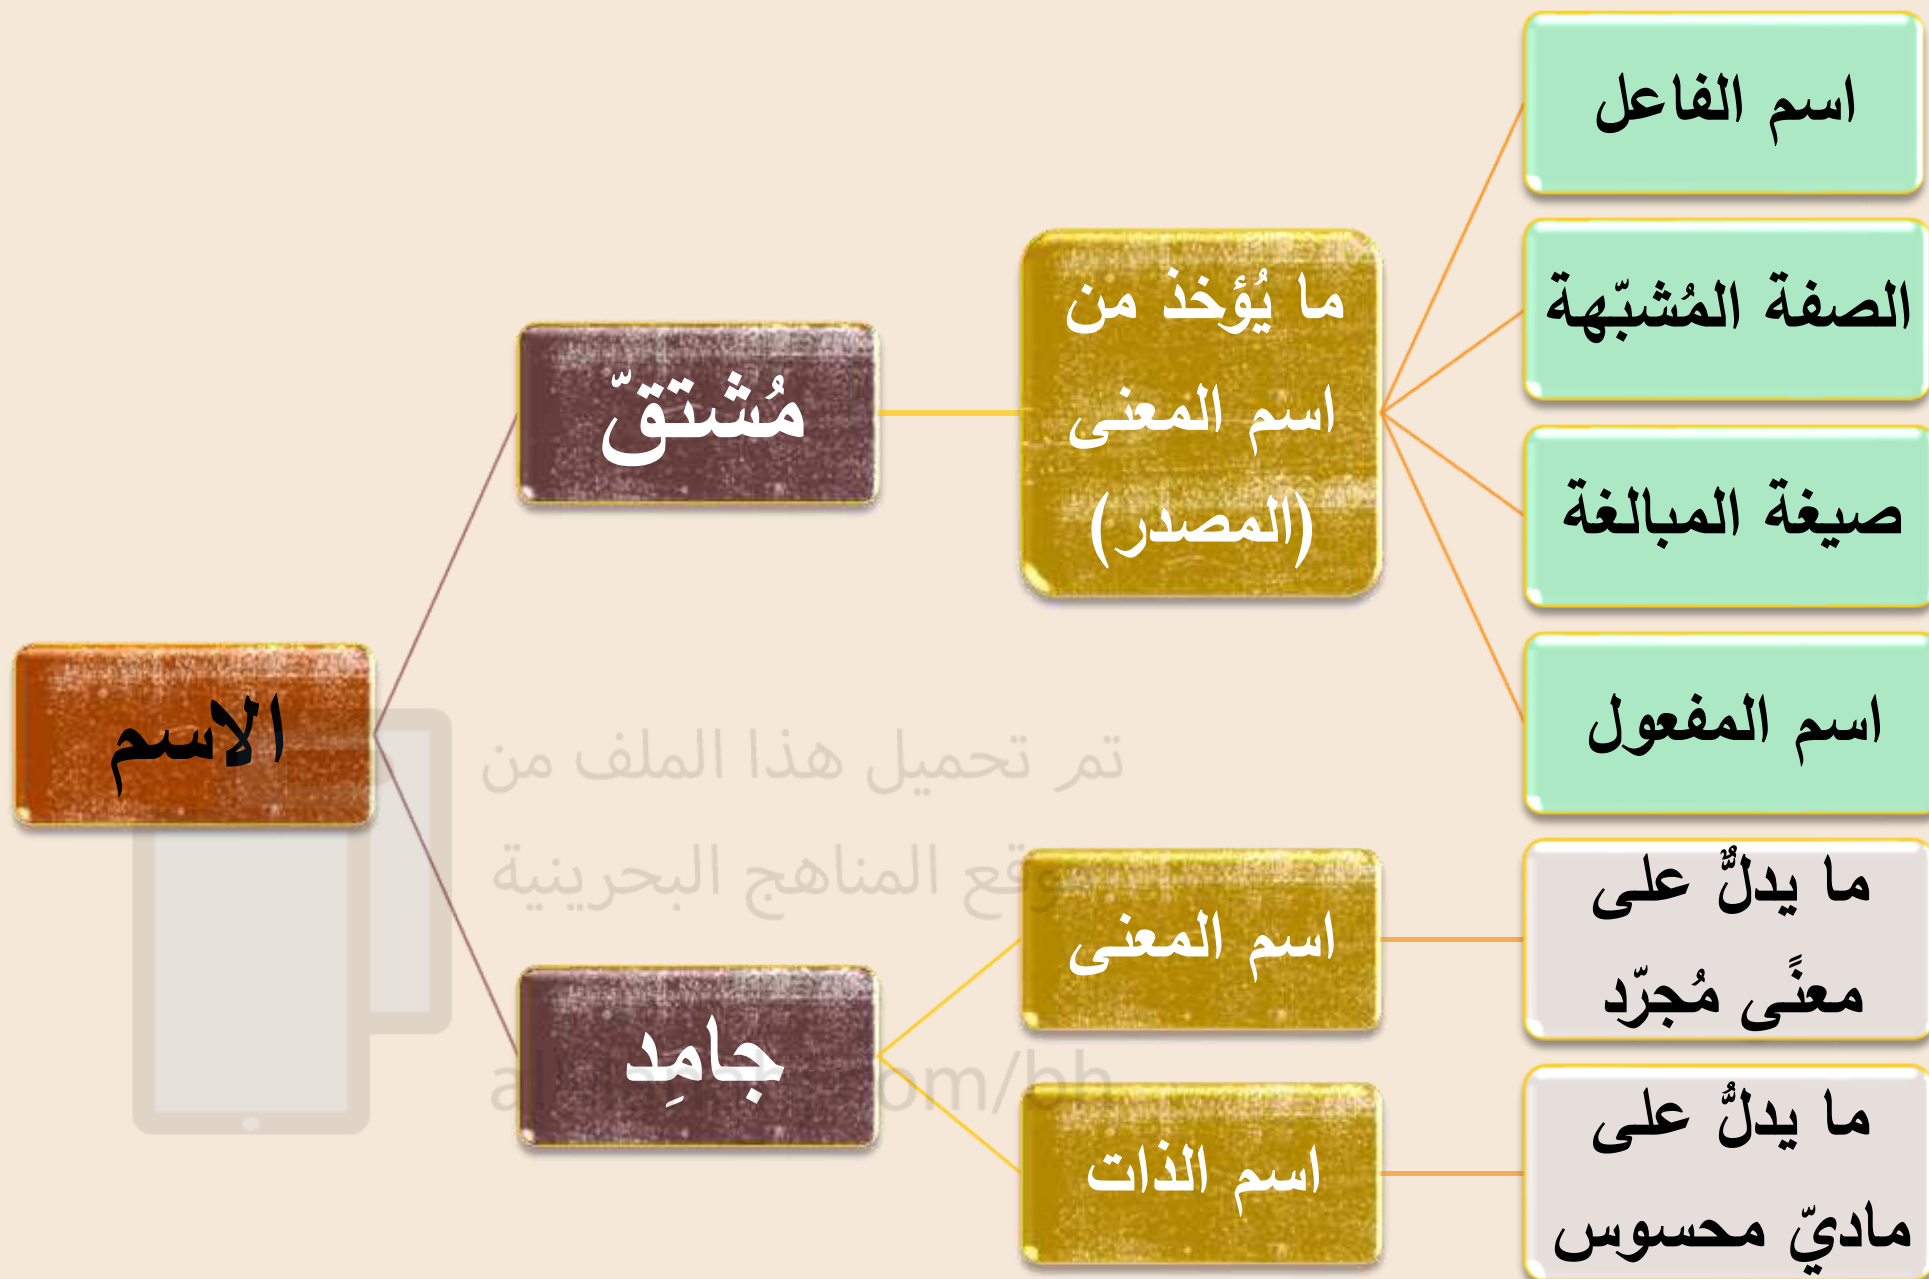 الاسم
مُشتقّ
ما يُؤخذ من
اسم المعنى
(المصدر)
اسم الفاعل
الصفة المُشبّهة
صيغة المبالغة
اسم المفعول
جامِد
اسم المعنى
ما يدلُّ على
معنًى مُجرّد
اسم الذات
ما يدلُّ على
ماديّ محسوس
تم تحميل هذا الملف من
المناهج البحرينية